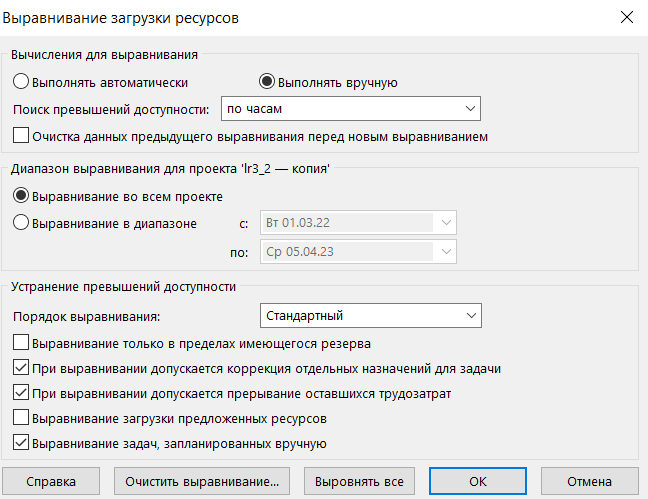 Выравнивание загрузки ресурсов
Вычисления для выравнивания
Выполнять автоматически Выполнять вручную
Поиск превышений доступности: по часам
Очистка данных предыдущего выравнивания перед новым выравниванием
Диапазон выравнивания для проекта 'lr3_2 — копия'
Выравнивание во всем проекте
Выравнивание в диапазоне с: Вт 01.03.22
по: Ср 05.04.23
Устранение превышений доступности
Порядок выравнивания: Стандартный
Выравнивание только в пределах имеющегося резерва
При выравнивании допускается коррекция отдельных назначений для задачи
При выравнивании допускается прерывание оставшихся трудозатрат
Выравнивание загрузки предложенных ресурсов
Выравнивание задач, запланированных вручную
Справка Очистить выравнивание... Выровнять все ОК Отмена